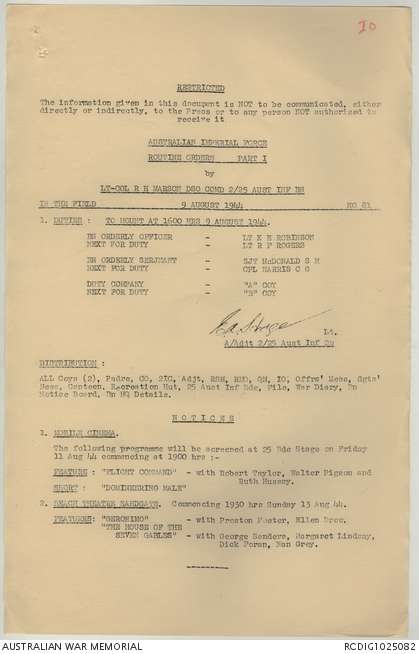 20
RESTRICTED
The information given in this document is NOT to be communicated, either
directly or indirectly, to the Press or to any person NOT authorized to
receive it
AUSTRALIAN IMPERIAL FORCE
ROUTINE ORDERS PART I
by
LT-COL R H MARSON DSO COMD 2/25 AUST INF BN
IN THE FIELD 9 AUGUST 1944 NO 81
1. DUTIES : TO MOUNT AT 1600 HRS 9 AUGUST 1944.
BN ORDERLY OFFICER - LT K E ROBINSON
NEXT FOR DUTY - LT R F ROGERS
BN ORDERLY SERJEANT - SJT McDONALD S M
NEXT FOR DUTY - CPL HARRIS C G
DUTY COMPANY - "A" COY
NEXT FOR DUTY - "B" COY
Lt.
A/Adjt 2/25 Aust Inf Bn
DISTRIBUTION :
ALL Coys (2), Padre, CO, 2IC, Adjt, RSM, RMO, QM, IO, Offrs' Mess, Sgts'
Mess, Canteen, Recreation Hut, 25 Aust Inf Bde, File, War Diary, Bn
Notice Board, Bn HQ Details.
NOTICES
1. MOBILE CINEMA.
The following programme will be screened at 25 Bde Stage on Friday
11 Aug 44 commencing at 1900 hrs :-
FEATURE : "FLIGHT COMMAND" - with Robert Taylor, Walter Pigeon and
Ruth Hussey.
SHORT : "DOMINEERING MALE"
2. BEACH THEATER SANDGATE. Commencing 1930 hrs Sunday 13 Aug 44.
FEATURES: "GERONIMO" - with Preston Foster, Ellen Drew.
"THE HOUSE OF THE
SEVEN GABLES" - with George Sanders, Margaret Lindsay,
Dick Foran, Nan Grey.
AUSTRALIAN WAR MEMORIAL
RCDIG1025082